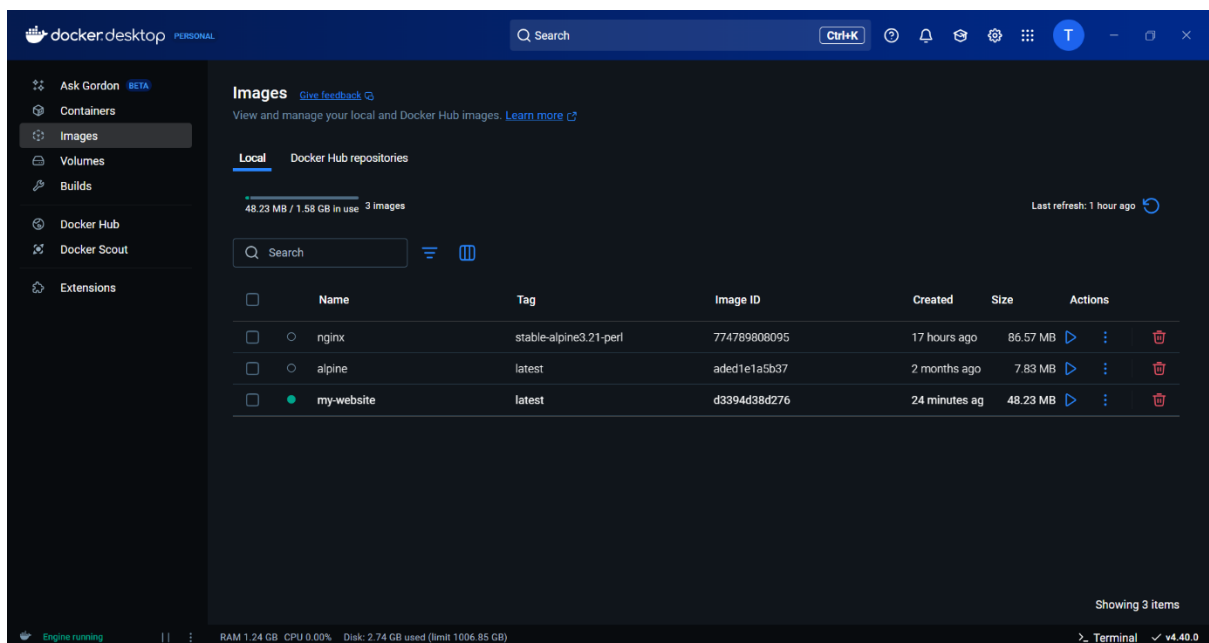 docker.desktop PERSONAL Search Ctrl+K T
Ask Gordon BETA
Containers
Images
Volumes
Builds
Docker Hub
Docker Scout
Extensions
Images Give feedback
View and manage your local and Docker Hub images. Learn more
Local Docker Hub repositories
48.23 MB / 1.58 GB in use 3 images Last refresh: 1 hour ago
Search
Name Tag Image ID Created Size Actions
nginx stable-alpine3.21-perl 774789808095 17 hours ago 86.57 MB
alpine latest aded1e1a5b37 2 months ago 7.83 MB
my-website latest d3394d38d276 24 minutes ag 48.23 MB
Showing 3 items
Engine running RAM 1.24 GB CPU 0.00% Disk: 2.74 GB used (limit 1006.85 GB) >_ Terminal v4.40.0